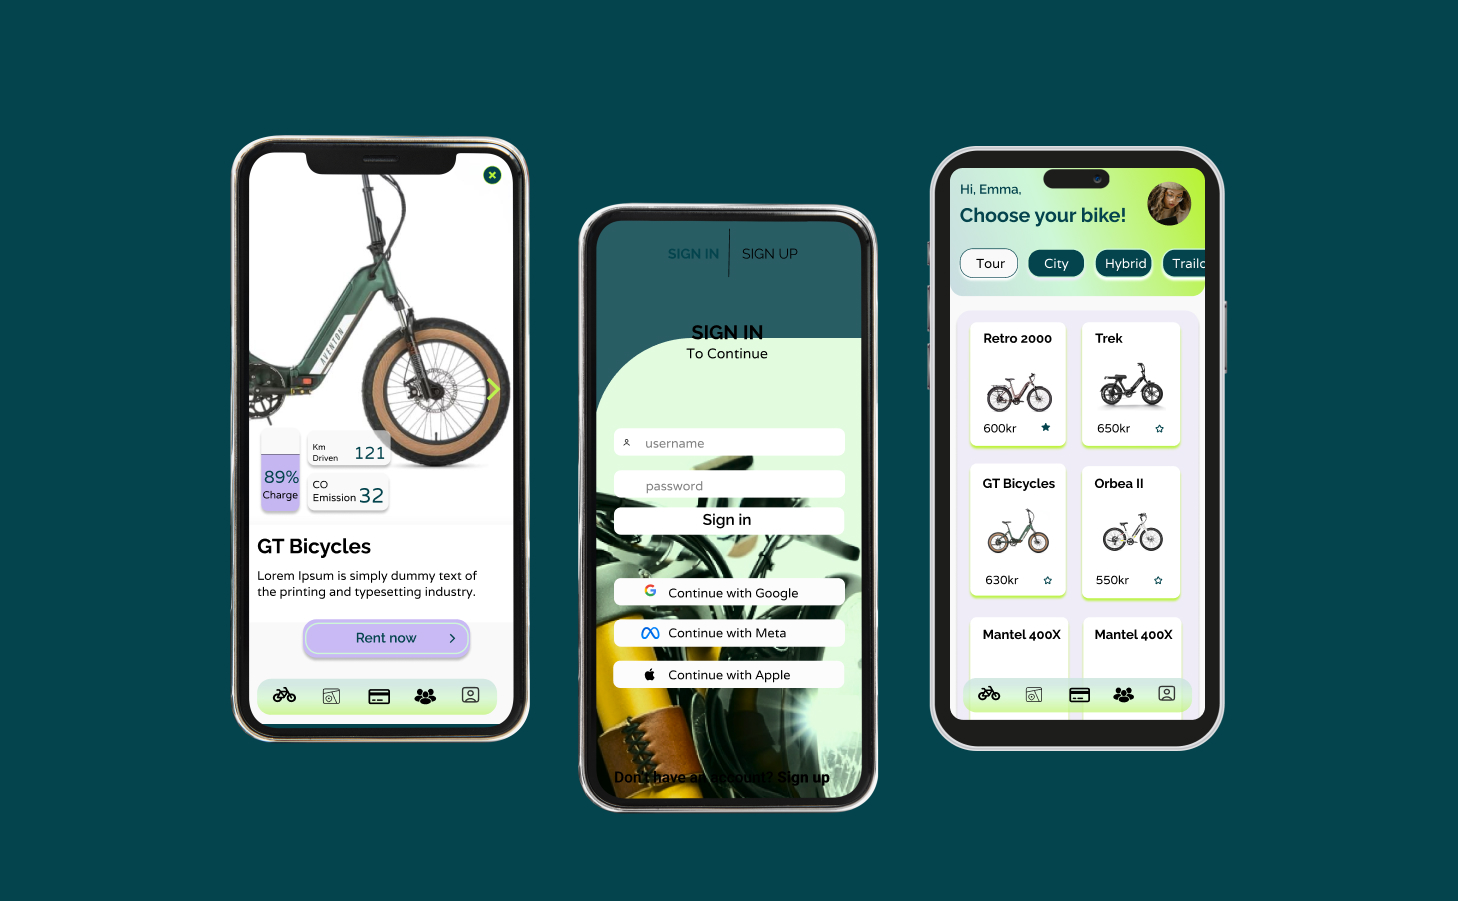 AVENTON
89%
Charge
Km
Driven
121
CO
Emission
32
GT Bicycles
Lorem Ipsum is simply dummy text of
the printing and typesetting industry.
Rent now
SIGN IN
SIGN UP
SIGN IN
To Continue
username
password
Sign in
Continue with Google
Continue with Meta
Continue with Apple
Don't have an account? Sign up
Hi, Emma,
Choose your bike!
Tour
City
Hybrid
Trailc
Retro 2000
600kr
Trek
650kr
GT Bicycles
630kr
Orbea II
550kr
Mantel 400X
Mantel 400X